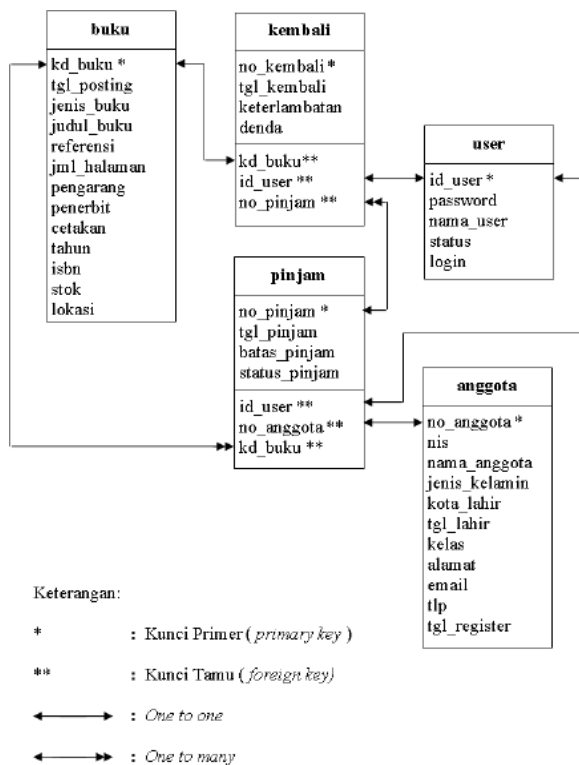 buku
kd_buku *
tgl_posting
jenis_buku
judul_buku
referensi
jml_halaman
pengarang
penerbit
cetakan
tahun
isbn
stok
lokasi
kembali
no_kembali *
tgl_kembali
keterlambatan
denda
kd_buku**
id_user **
no_pinjam **
user
id_user *
password
nama_user
status
login
pinjam
no_pinjam *
tgl_pinjam
batas_pinjam
status_pinjam
id_user **
no_anggota **
kd_buku **
anggota
no_anggota *
nis
nama_anggota
jenis_kelamin
kota_lahir
tgl_lahir
kelas
alamat
email
tlp
tgl_register
Keterangan:
* : Kunci Primer ( primary key )
** : Kunci Tamu ( foreign key)
: One to one
: One to many